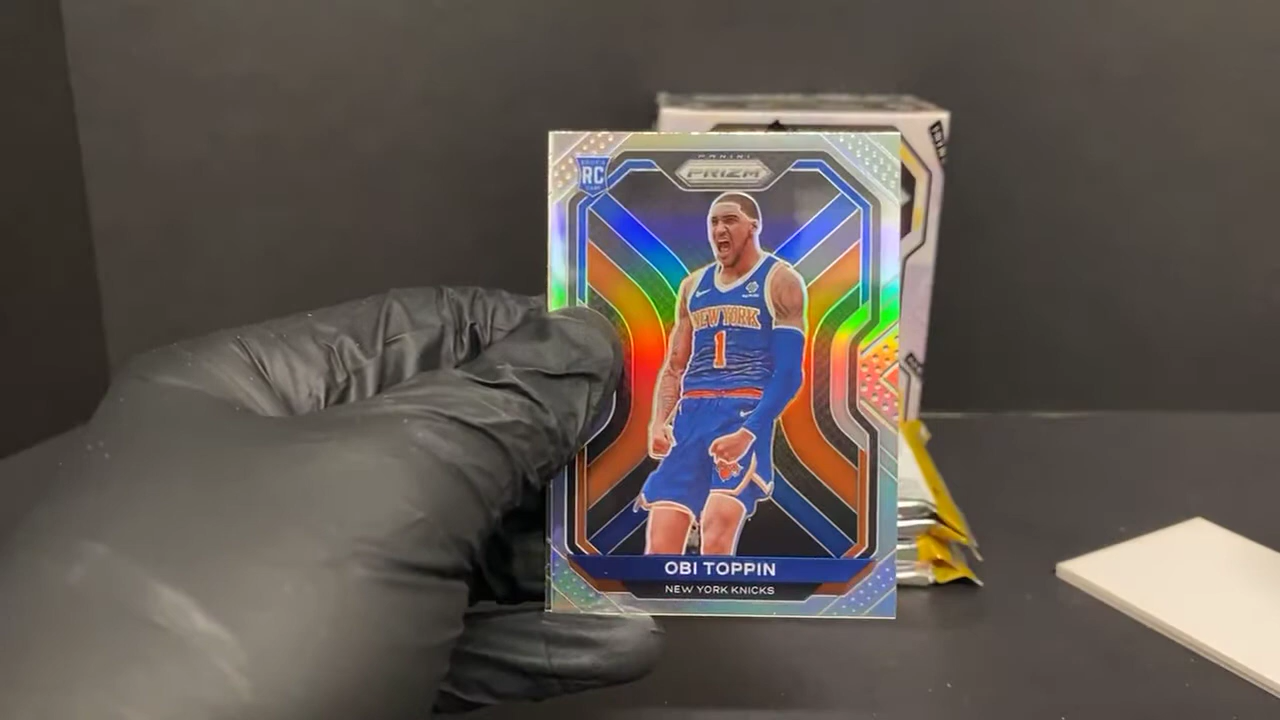 PANINI
PRIZM
RC
NEW YORK
1
OBI TOPPIN
NEW YORK KNICKS